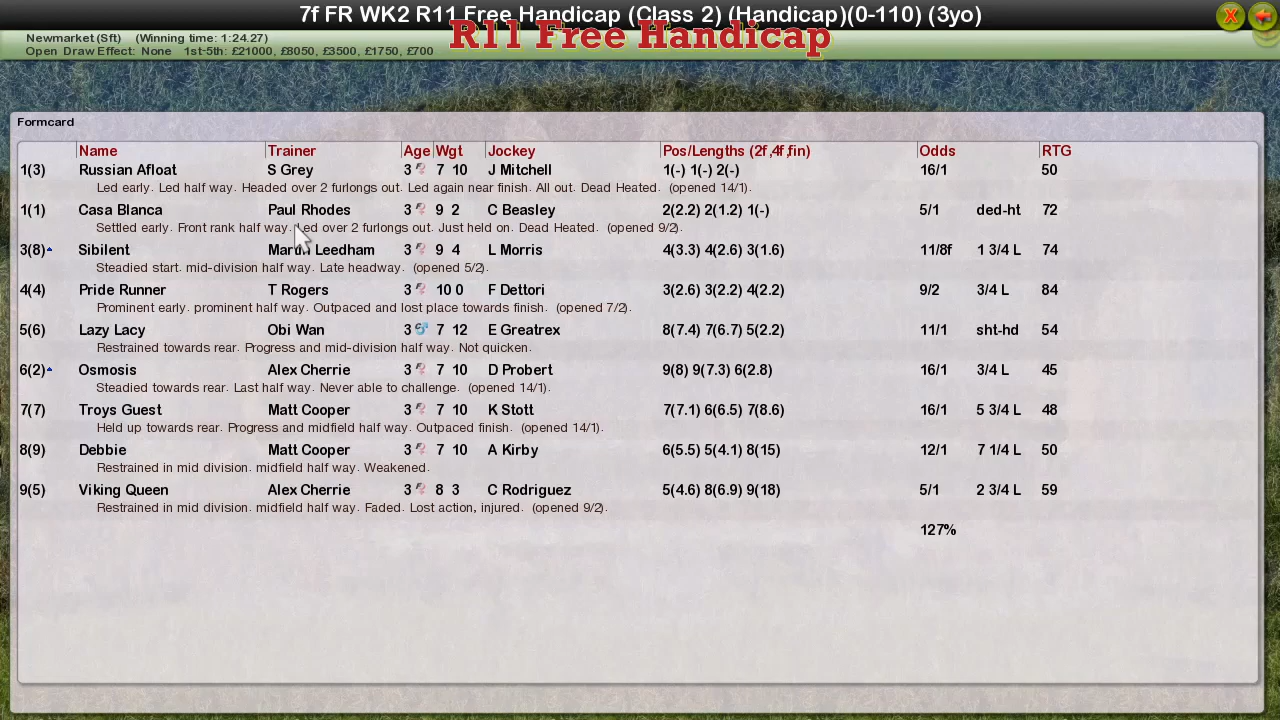 7f FR WK2 R11 Free Handicap (Class 2) (Handicap)(0-110) (3yo)
R11 Free Handicap
Newmarket (Sft) (Winning time: 1:24.27)
Open Draw Effect: None 1st-5th: £21000, £8050, £3500, £1750, £700
Formcard
Name Trainer Age Wgt Jockey Pos/Lengths (2f,4f,fin) Odds RTG
1(3) Russian Afloat S Grey 3 7 10 J Mitchell 1(-) 1(-) 2(-) 16/1 50
Led early. Led half way. Headed over 2 furlongs out. Led again near finish. All out. Dead Heated. (opened 14/1).
1(1) Casa Blanca Paul Rhodes 3 9 2 C Beasley 2(2.2) 2(1.2) 1(-) 5/1 ded-ht 72
Settled early. Front rank half way. Led over 2 furlongs out. Just held on. Dead Heated. (opened 9/2).
3(8) Sibilent Martin Leedham 3 9 4 L Morris 4(3.3) 4(2.6) 3(1.6) 11/8f 1 3/4 L 74
Steadied start. mid-division half way. Late headway. (opened 5/2).
4(4) Pride Runner T Rogers 3 10 0 F Dettori 3(2.6) 3(2.2) 4(2.2) 9/2 3/4 L 84
Prominent early. prominent half way. Outpaced and lost place towards finish. (opened 7/2).
5(6) Lazy Lacy Obi Wan 3 7 12 E Greatrex 8(7.4) 7(6.7) 5(2.2) 11/1 sht-hd 54
Restrained towards rear. Progress and mid-division half way. Not quicken.
6(2) Osmosis Alex Cherrie 3 7 10 D Probert 9(8) 9(7.3) 6(2.8) 16/1 3/4 L 45
Steadied towards rear. Last half way. Never able to challenge. (opened 14/1).
7(7) Troys Guest Matt Cooper 3 7 10 K Stott 7(7.1) 6(6.5) 7(8.6) 16/1 5 3/4 L 48
Held up towards rear. Progress and midfield half way. Outpaced finish. (opened 14/1).
8(9) Debbie Matt Cooper 3 7 10 A Kirby 6(5.5) 5(4.1) 8(15) 12/1 7 1/4 L 50
Restrained in mid division. midfield half way. Weakened.
9(5) Viking Queen Alex Cherrie 3 8 3 C Rodriguez 5(4.6) 8(6.9) 9(18) 5/1 2 3/4 L 59
Restrained in mid division. midfield half way. Faded. Lost action, injured. (opened 9/2).
127%